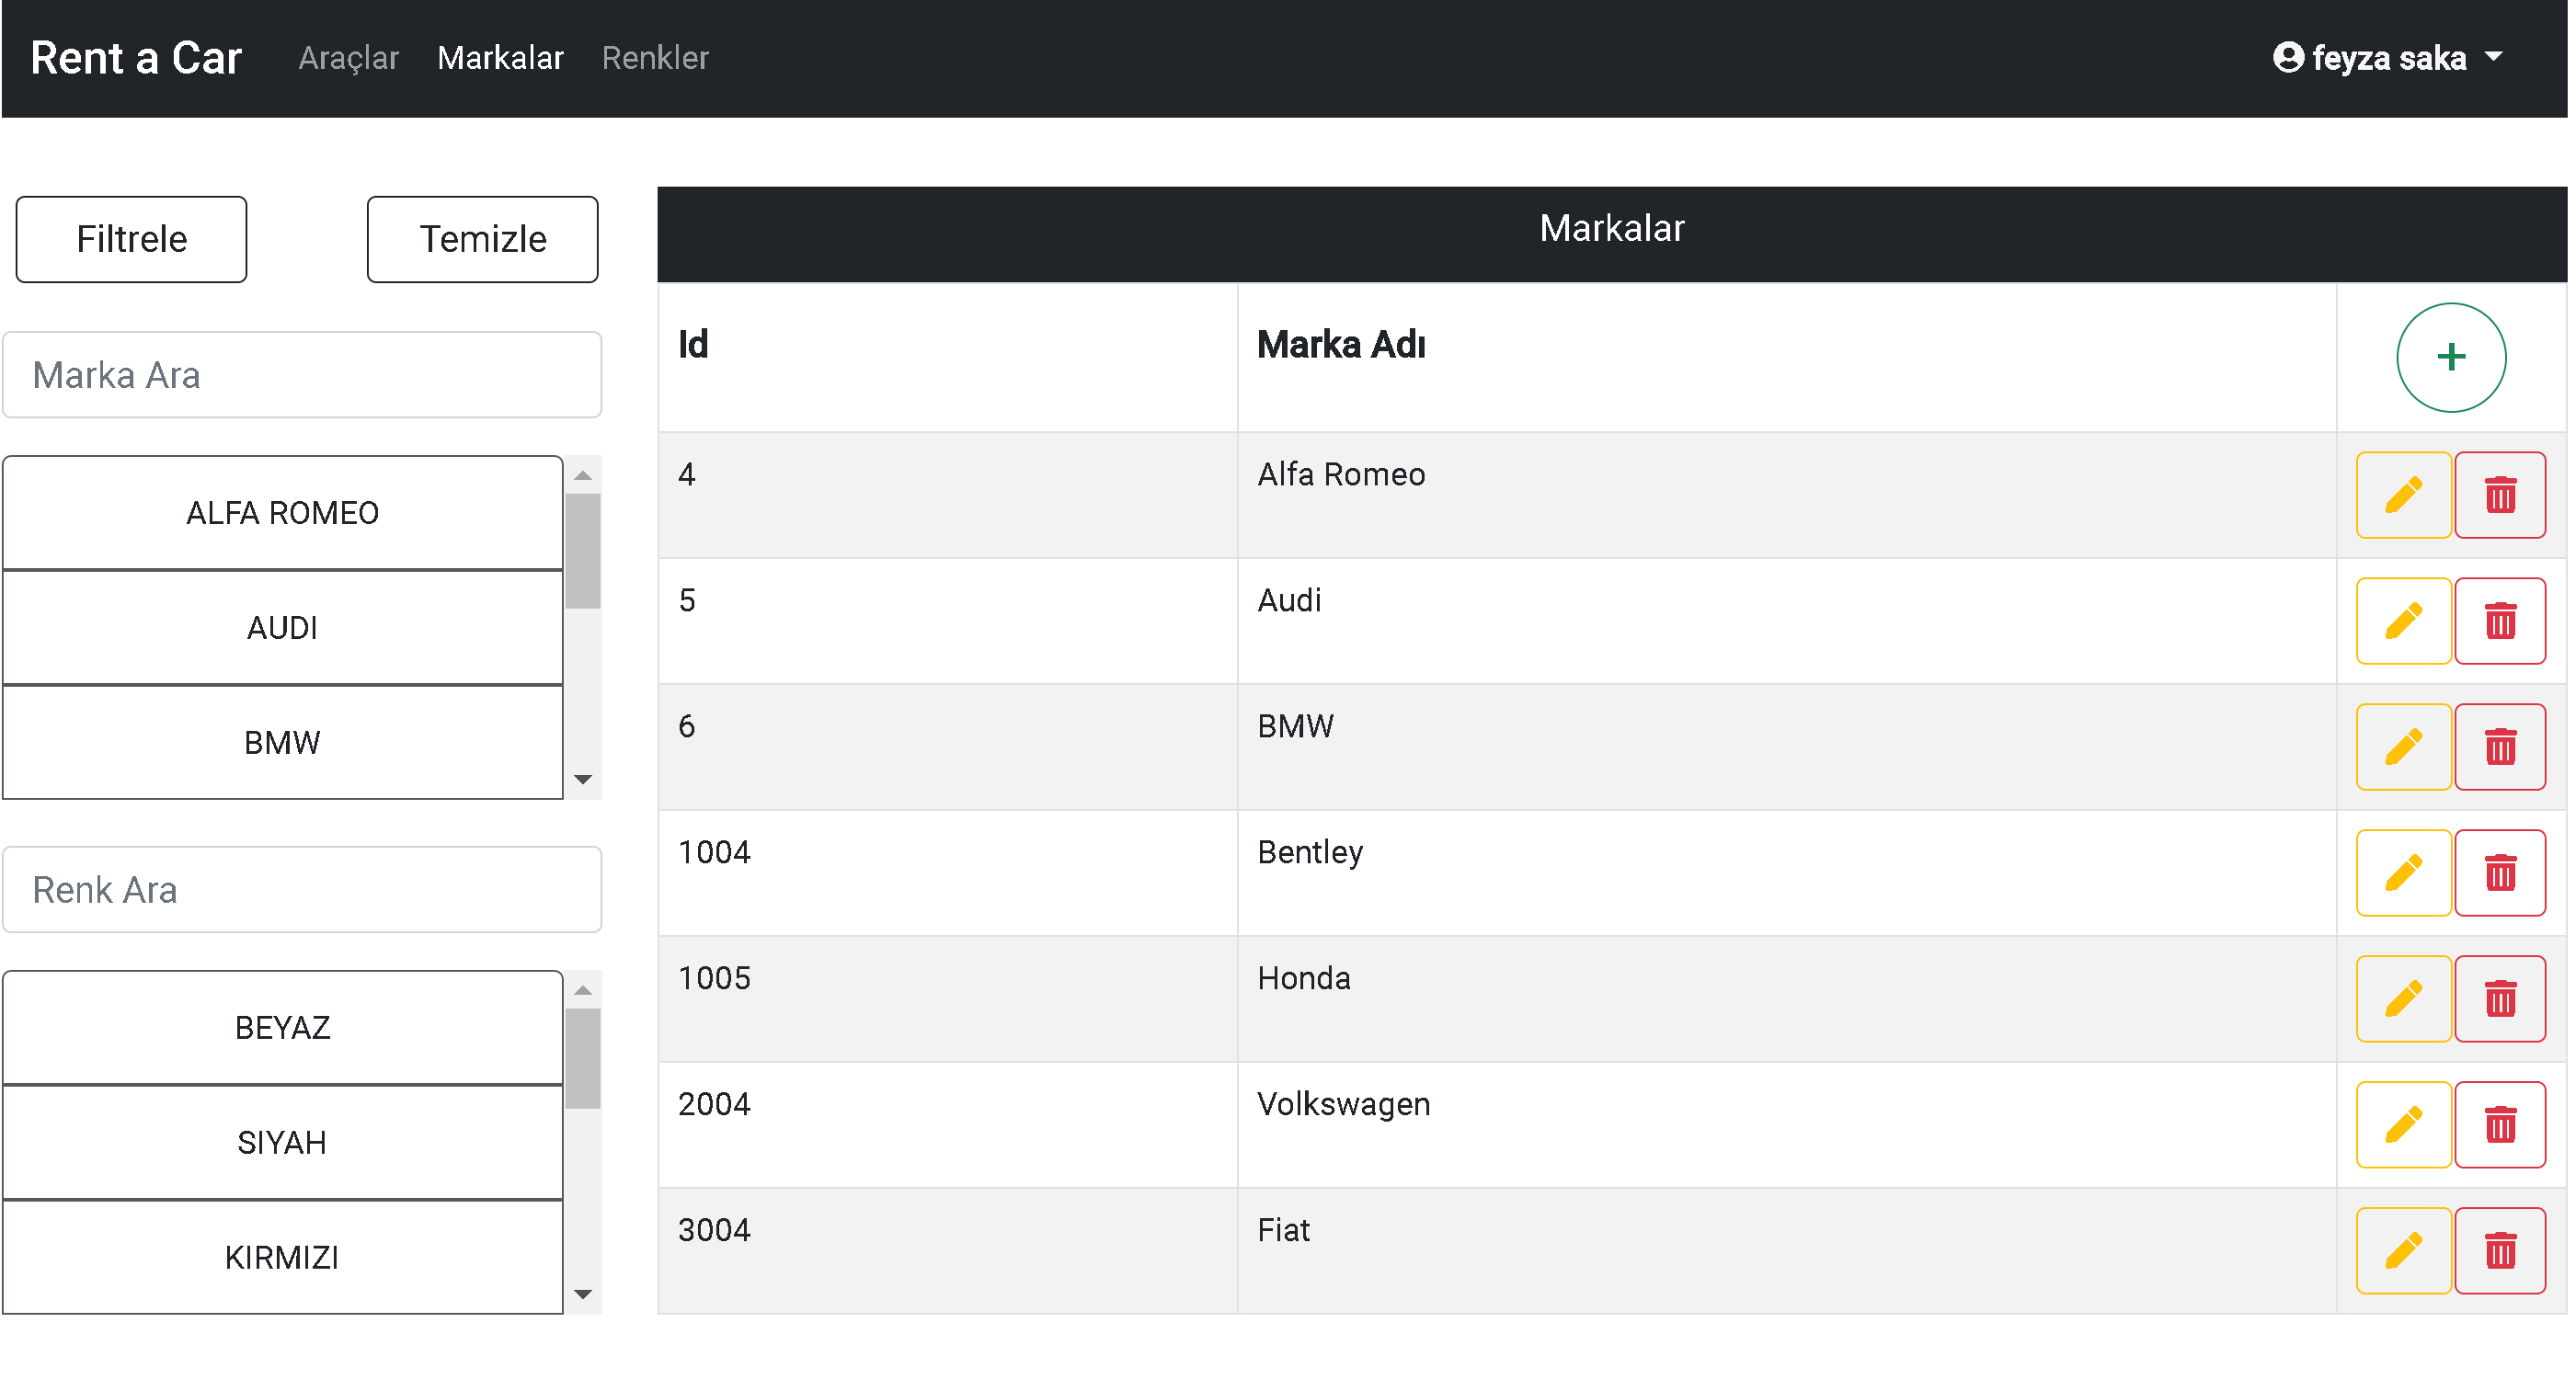 Rent a Car Araçlar Markalar Renkler feyza saka
Filtrele Temizle
Marka Ara
ALFA ROMEO
AUDI
BMW
Renk Ara
BEYAZ
SIYAH
KIRMIZI
Markalar
Id Marka Adı
4 Alfa Romeo
5 Audi
6 BMW
1004 Bentley
1005 Honda
2004 Volkswagen
3004 Fiat